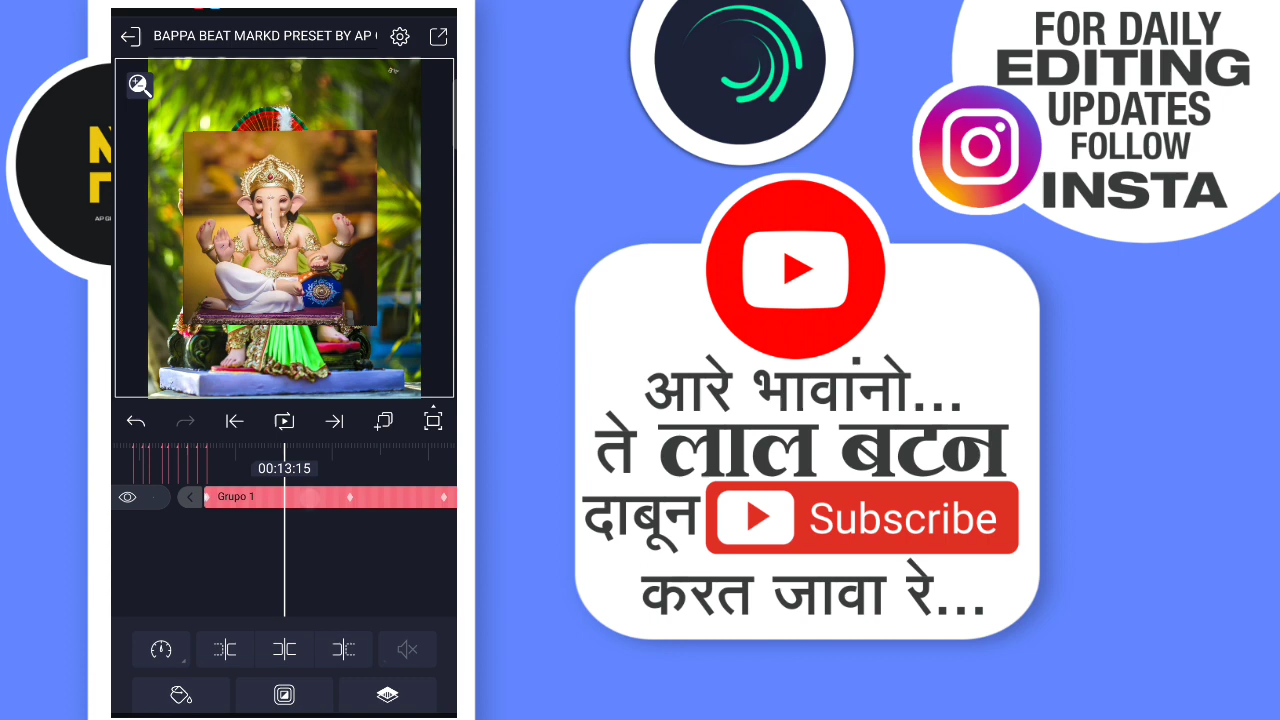 BAPPA BEAT MARKD PRESET BY AP
00:13:15
Grupo 1
FOR DAILY
EDITING
UPDATES
FOLLOW
INSTA
आरे भावांनो...
ते लाल बटन
दाबून Subscribe
करत जावा रे...